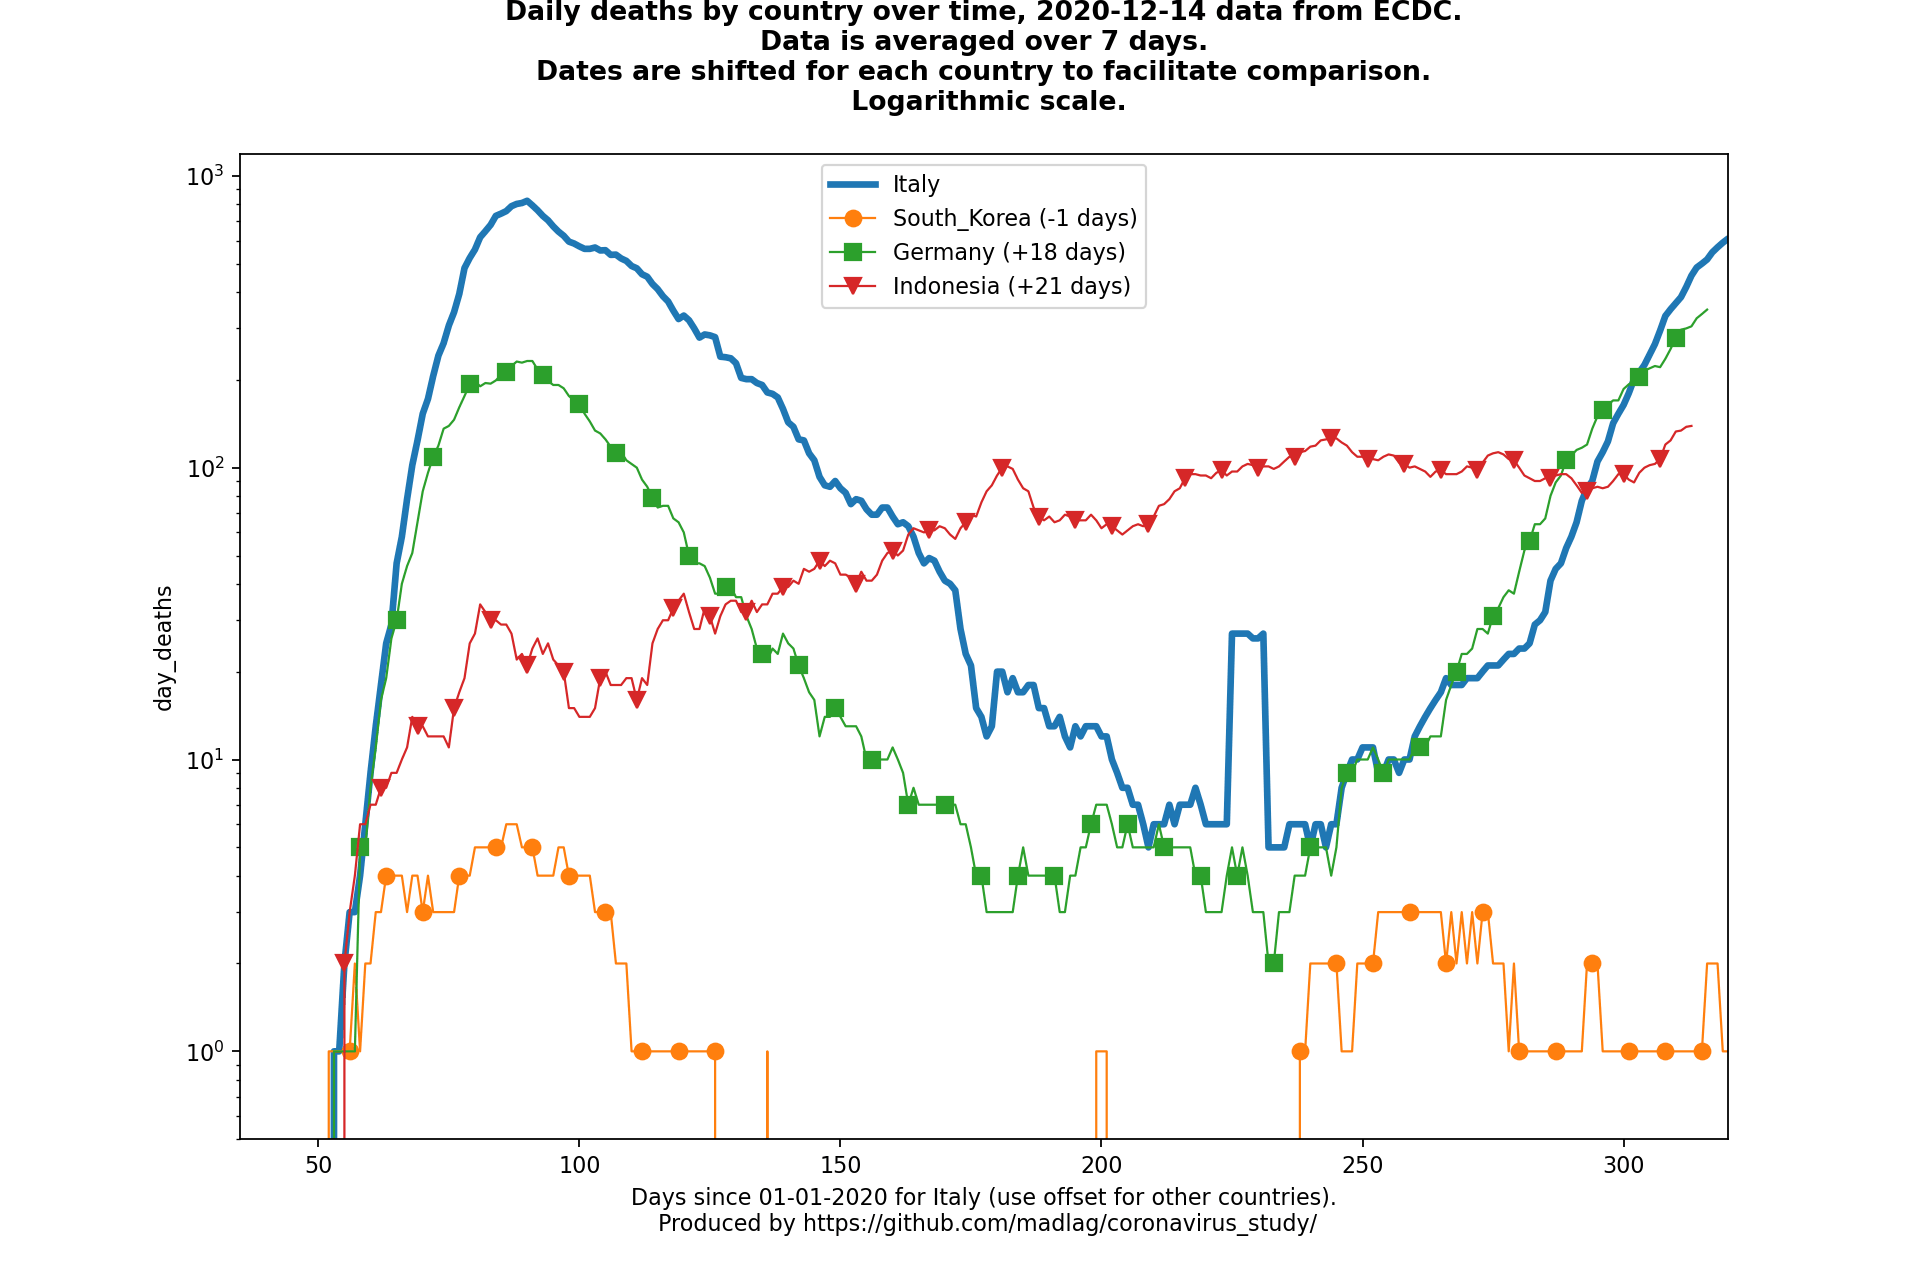 Daily deaths by country over time, 2020-12-14 data from ECDC.
Data is averaged over 7 days.
Dates are shifted for each country to facilitate comparison.
Logarithmic scale.
Italy
South_Korea (-1 days)
Germany (+18 days)
Indonesia (+21 days)
day_deaths
10³
10²
10¹
10⁰
50 100 150 200 250 300
Days since 01-01-2020 for Italy (use offset for other countries).
Produced by https://github.com/madlag/coronavirus_study/